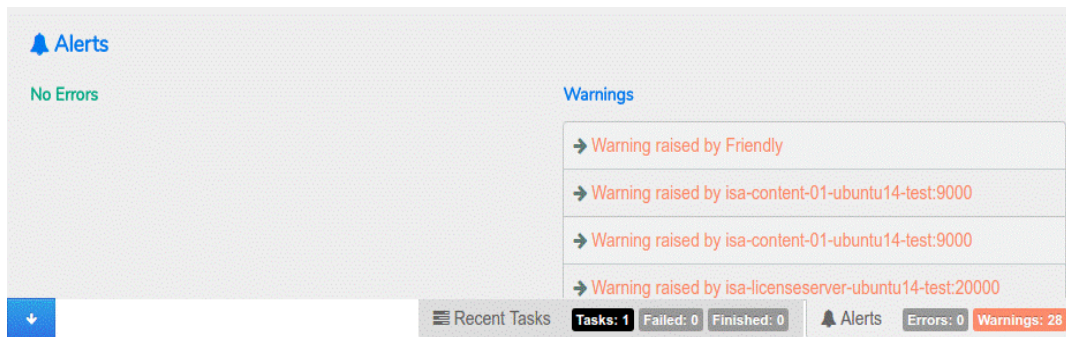 Alerts
No Errors
Warnings
Warning raised by Friendly
Warning raised by isa-content-01-ubuntu14-test:9000
Warning raised by isa-content-01-ubuntu14-test:9000
Warning raised by isa-licenseserver-ubuntu14-test:20000
Recent Tasks Tasks: 1 Failed: 0 Finished: 0 Alerts Errors: 0 Warnings: 28